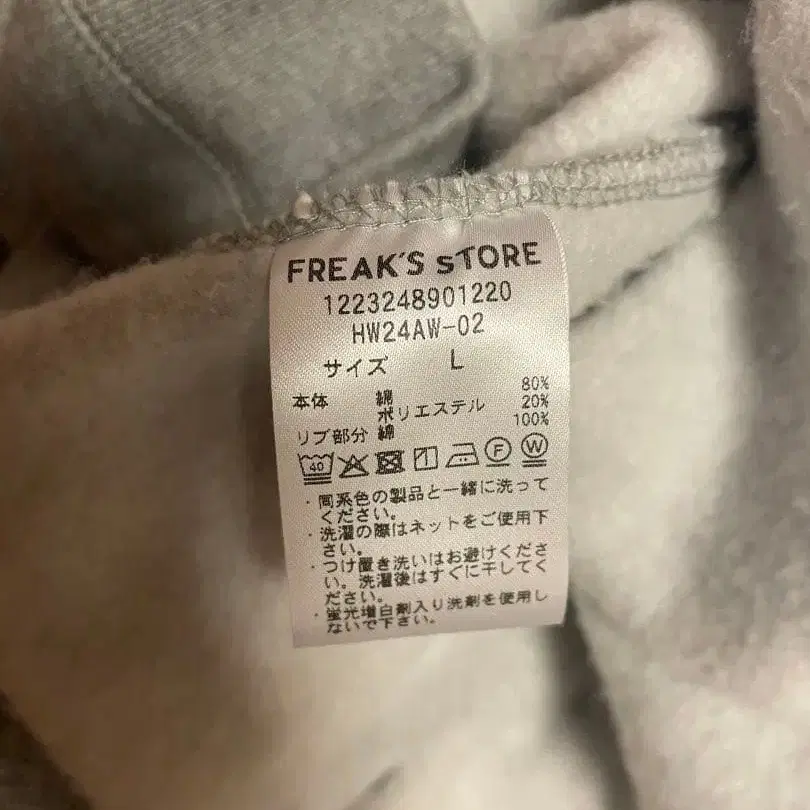 FREAK'S STORE
1223248901220
HW24AW-02
サイズ L
本体 綿 80%
ポリエステル 20%
リブ部分 綿 100%
40 F W
・同系色の製品と一緒に洗って
ください。
・洗濯の際はネットをご使用下
さい。
・つけ置き洗いはお避けくださ
い。洗濯後はすぐに干してく
ださい。
・蛍光増白剤入り洗剤を使用し
ないで下さい。